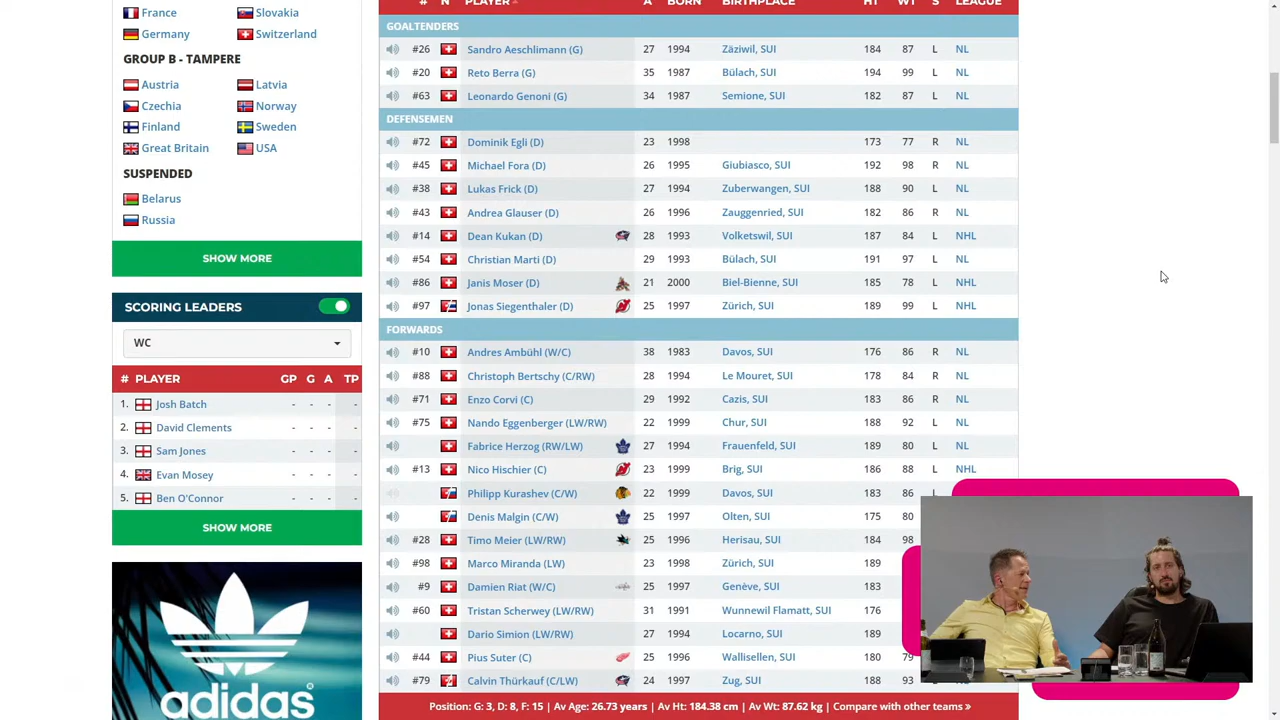 # N PLAYER A BORN BIRTHPLACE HT WT S LEAGUE
France Slovakia
Germany Switzerland
GROUP B - TAMPERE
Austria Latvia
Czechia Norway
Finland Sweden
Great Britain USA
SUSPENDED
Belarus
Russia
SHOW MORE
SCORING LEADERS
WC
# PLAYER GP G A TP
1. Josh Batch - - - -
2. David Clements - - - -
3. Sam Jones - - - -
4. Evan Mosey - - - -
5. Ben O'Connor - - - -
SHOW MORE
adidas
GOALTENDERS
#26 Sandro Aeschlimann (G) 27 1994 Zäziwil, SUI 184 87 L NL
#20 Reto Berra (G) 35 1987 Bülach, SUI 194 99 L NL
#63 Leonardo Genoni (G) 34 1987 Semione, SUI 182 87 L NL
DEFENSEMEN
#72 Dominik Egli (D) 23 1998 173 77 R NL
#45 Michael Fora (D) 26 1995 Giubiasco, SUI 192 98 R NL
#38 Lukas Frick (D) 27 1994 Zuberwangen, SUI 188 90 L NL
#43 Andrea Glauser (D) 26 1996 Zauggenried, SUI 182 86 R NL
#14 Dean Kukan (D) 28 1993 Volketswil, SUI 187 84 L NHL
#54 Christian Marti (D) 29 1993 Bülach, SUI 191 97 L NL
#86 Janis Moser (D) 21 2000 Biel-Bienne, SUI 185 78 L NHL
#97 Jonas Siegenthaler (D) 25 1997 Zürich, SUI 189 99 L NHL
FORWARDS
#10 Andres Ambühl (W/C) 38 1983 Davos, SUI 176 86 R NL
#88 Christoph Bertschy (C/RW) 28 1994 Le Mouret, SUI 178 84 R NL
#71 Enzo Corvi (C) 29 1992 Cazis, SUI 183 86 R NL
#75 Nando Eggenberger (LW/RW) 22 1999 Chur, SUI 188 92 L NL
Fabrice Herzog (RW/LW) 27 1994 Frauenfeld, SUI 189 80 L NL
#13 Nico Hischier (C) 23 1999 Brig, SUI 186 88 L NHL
Philipp Kurashev (C/W) 22 1999 Davos, SUI 183 86
Denis Malgin (C/W) 25 1997 Olten, SUI 175 80
#28 Timo Meier (LW/RW) 25 1996 Herisau, SUI 184 98
#98 Marco Miranda (LW) 23 1998 Zürich, SUI 189
#9 Damien Riat (W/C) 25 1997 Genève, SUI 183
#60 Tristan Scherwey (LW/RW) 31 1991 Wunnewil Flamatt, SUI 176
Dario Simion (LW/RW) 27 1994 Locarno, SUI 189
#44 Pius Suter (C) 25 1996 Wallisellen, SUI 180 79
#79 Calvin Thürkauf (C/LW) 24 1997 Zug, SUI 188 93
Position: G: 3, D: 8, F: 15 | Av Age: 26.73 years | Av Ht: 184.38 cm | Av Wt: 87.62 kg | Compare with other teams »